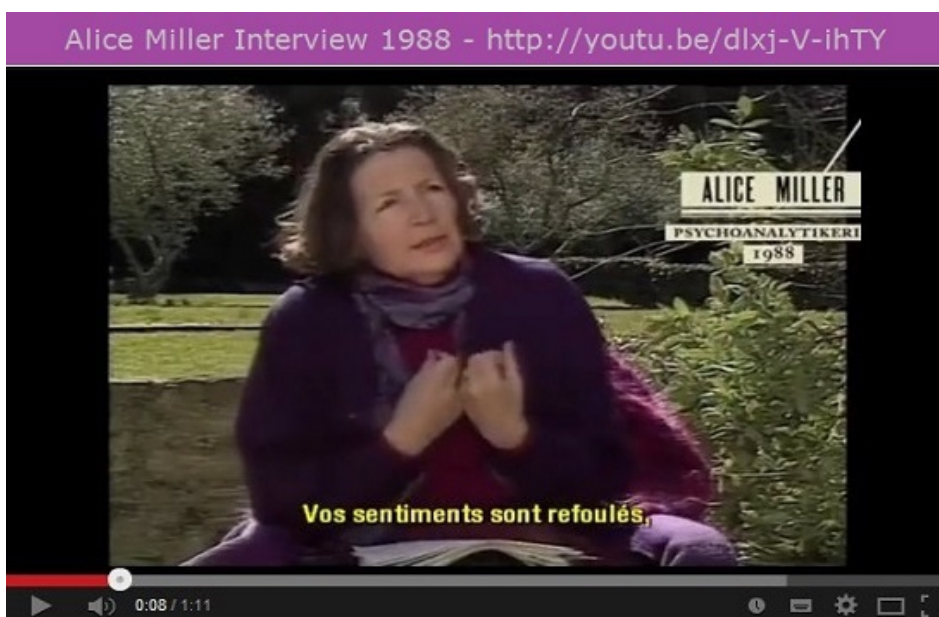 Alice Miller Interview 1988 - http://youtu.be/dlxj-V-ihTY
ALICE MILLER
PSYCHOANALYTIKERI
1988
Vos sentiments sont refoulés,
0:08 / 1:11